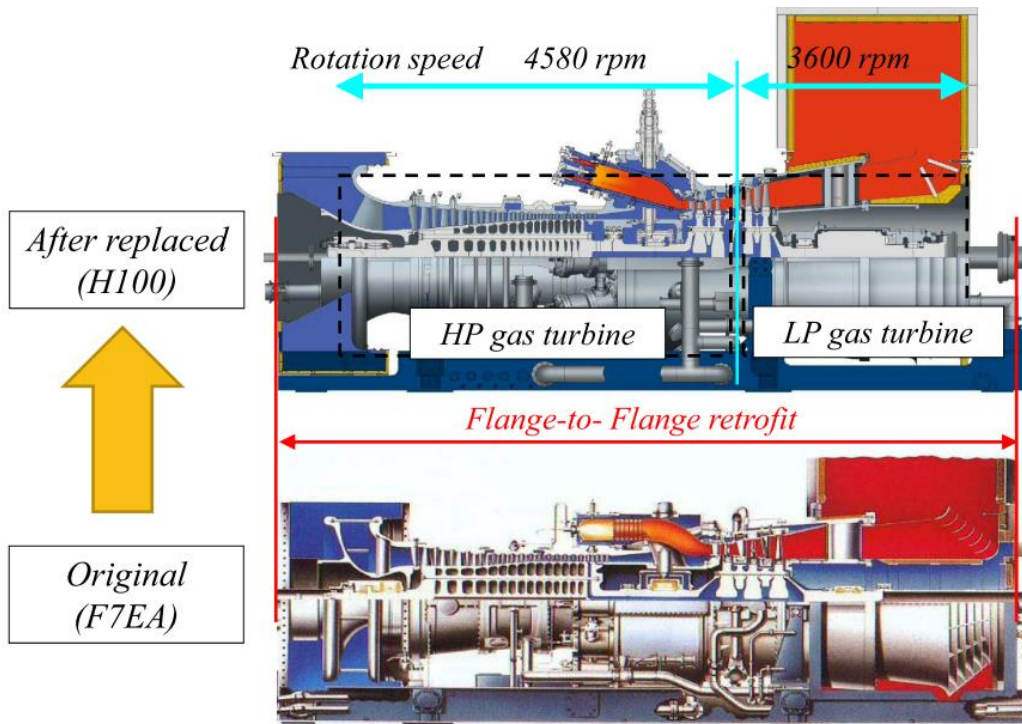 Rotation speed 4580 rpm 3600 rpm
After replaced
(H100)
HP gas turbine
LP gas turbine
Flange-to- Flange retrofit
Original
(F7EA)